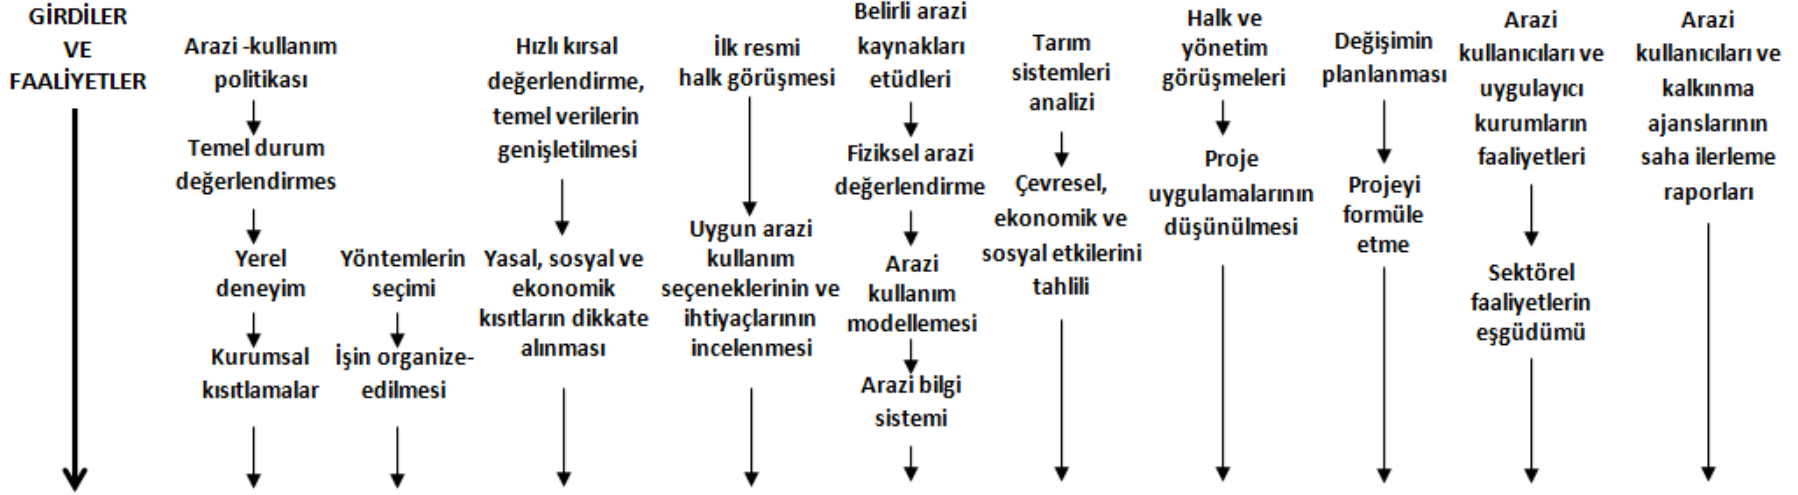 GİRDİLER
VE
FAALİYETLER
Arazi -kullanım
politikası
Temel durum
değerlendirmes
Yerel
deneyim
Kurumsal
kısıtlamalar
Yöntemlerin
seçimi
İşin organize-
edilmesi
Hızlı kırsal
değerlendirme,
temel verilerin
genişletilmesi
Yasal, sosyal ve
ekonomik
kısıtların dikkate
alınması
İlk resmi
halk görüşmesi
Uygun arazi
kullanım
seçeneklerinin ve
ihtiyaçlarının
incelenmesi
Belirli arazi
kaynakları
etüdleri
Fiziksel arazi
değerlendirme
Arazi
kullanım
modellemesi
Arazi bilgi
sistemi
Tarım
sistemleri
analizi
Çevresel,
ekonomik ve
sosyal etkilerini
tahlili
Halk ve
yönetim
görüşmeleri
Proje
uygulamalarının
düşünülmesi
Değişimin
planlanması
Projeyi
formüle
etme
Arazi
kullanıcıları ve
uygulayıcı
kurumların
faaliyetleri
Sektörel
faaliyetlerin
eşgüdümü
Arazi
kullanıcıları ve
kalkınma
ajanslarının
saha ilerleme
raporları